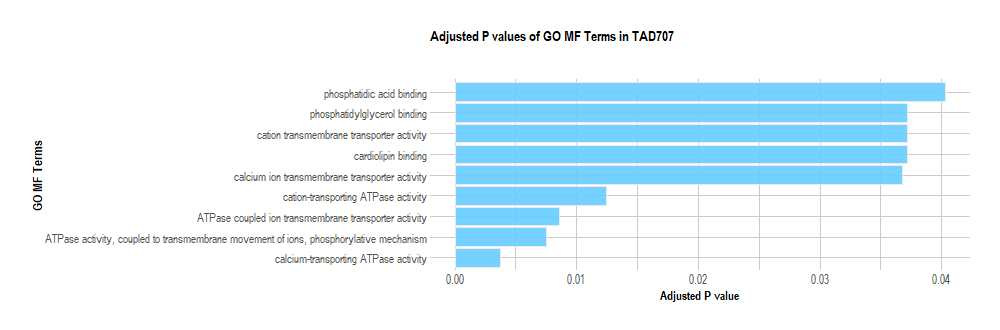 Adjusted P values of GO MF Terms in TAD707
GO MF Terms
phosphatidic acid binding
phosphatidylglycerol binding
cation transmembrane transporter activity
cardiolipin binding
calcium ion transmembrane transporter activity
cation-transporting ATPase activity
ATPase coupled ion transmembrane transporter activity
ATPase activity, coupled to transmembrane movement of ions, phosphorylative mechanism
calcium-transporting ATPase activity
0.00 0.01 0.02 0.03 0.04
Adjusted P value